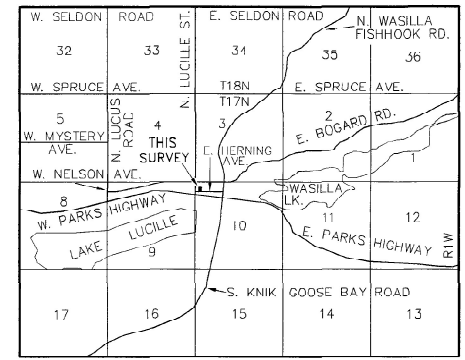 W. SELDON ROAD
N. LUCILLE ST.
E. SELDON ROAD
N. WASILLA
FISHHOOK RD.
32
33
34
35
36
W. SPRUCE AVE.
T18N
T17N
E. SPRUCE AVE.
5
N. LUCUS
ROAD
4
3
2
E. BOGARD RD.
W. MYSTERY
AVE.
THIS
SURVEY
E. HERNING
AVE.
1
W. NELSON AVE.
8
W. PARKS HIGHWAY
WASILLA
LK.
LAKE LUCILLE
9
10
11
12
E. PARKS HIGHWAY
R1W
S. KNIK GOOSE BAY ROAD
17
16
15
14
13